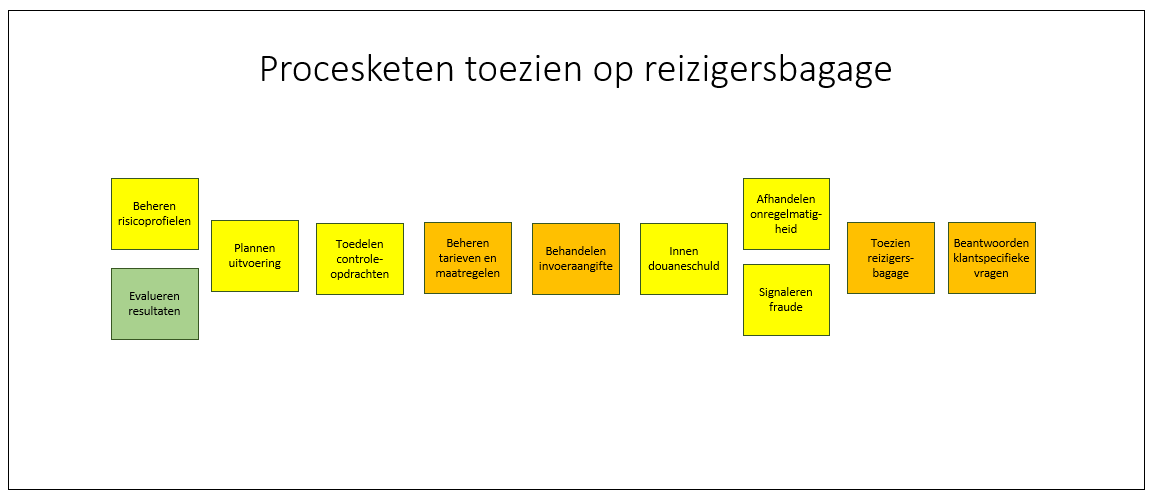 Procesketen toezien op reizigersbagage
Beheren
risicoprofielen
Evalueren
resultaten
Plannen
uitvoering
Toedelen
controle-
opdrachten
Beheren
tarieven en
maatregelen
Behandelen
invoeraangifte
Innen
douaneschuld
Afhandelen
onregelmatig-
heid
Signaleren
fraude
Toezien
reizigers-
bagage
Beantwoorden
klantspecifieke
vragen